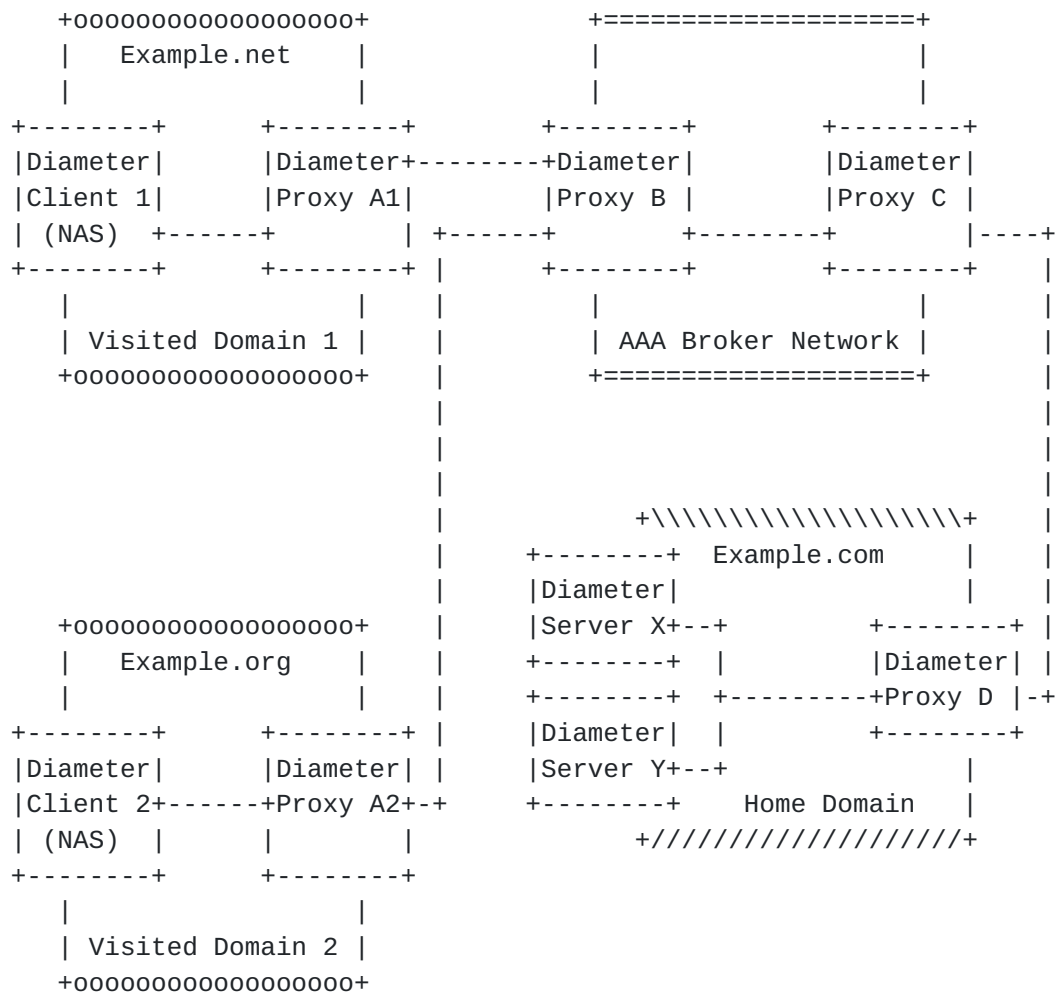 Example.net
Diameter Client 1 (NAS)
Diameter Proxy A1
Visited Domain 1
Diameter Proxy B
Diameter Proxy C
AAA Broker Network
Example.com
Diameter Server X
Diameter Server Y
Diameter Proxy D
Home Domain
Example.org
Diameter Client 2 (NAS)
Diameter Proxy A2
Visited Domain 2